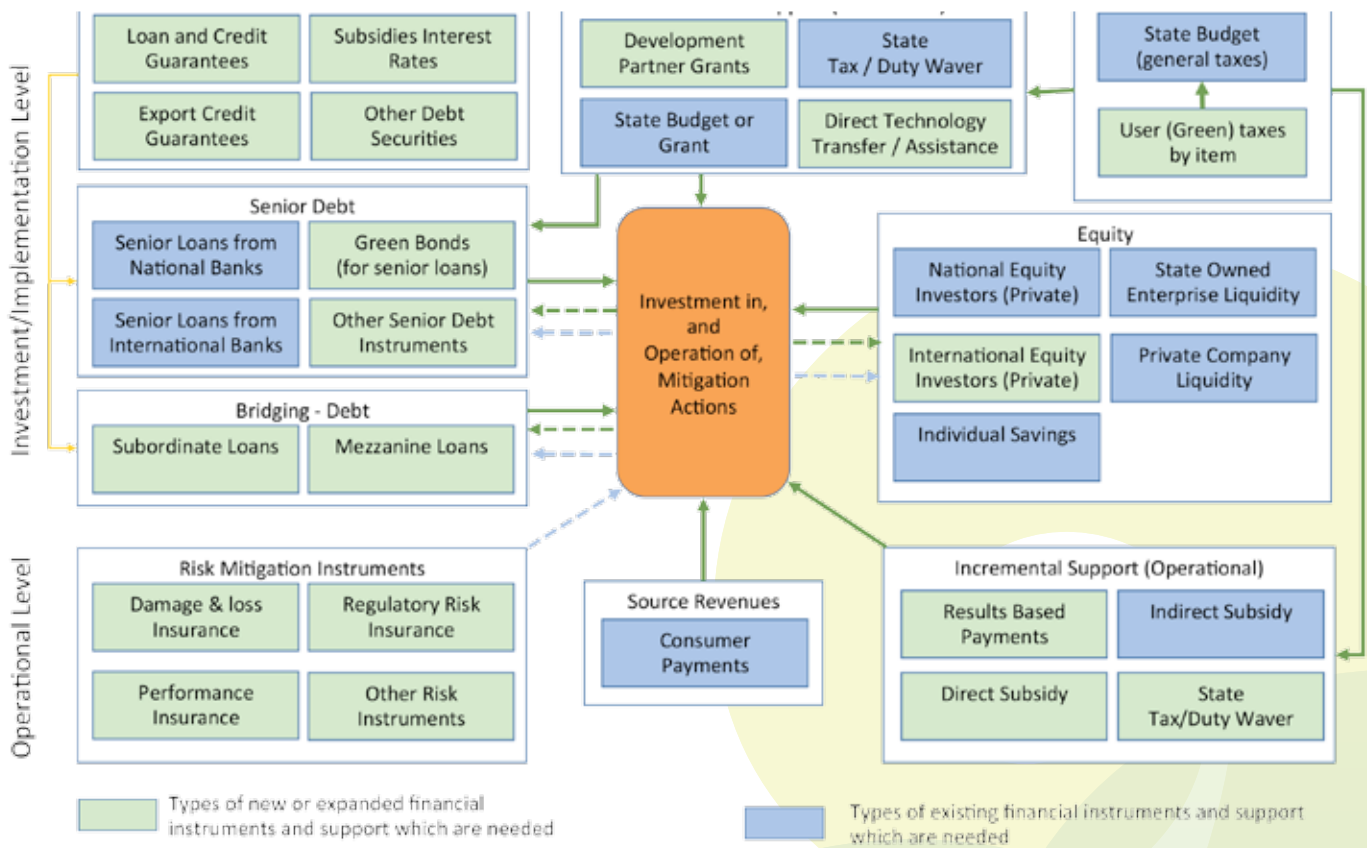 Investment/Implementation Level
Loan and Credit
Guarantees
Subsidies Interest
Rates
Export Credit
Guarantees
Other Debt
Securities
Development
Partner Grants
State
Tax / Duty Waver
State Budget or
Grant
Direct Technology
Transfer / Assistance
State Budget
(general taxes)
User (Green) taxes
by item
Senior Debt
Senior Loans from
National Banks
Green Bonds
(for senior loans)
Senior Loans from
International Banks
Other Senior Debt
Instruments
Bridging - Debt
Subordinate Loans
Mezzanine Loans
Investment in,
and
Operation of,
Mitigation
Actions
Equity
National Equity
Investors (Private)
State Owned
Enterprise Liquidity
International Equity
Investors (Private)
Private Company
Liquidity
Individual Savings
Operational Level
Risk Mitigation Instruments
Damage & loss
Insurance
Regulatory Risk
Insurance
Performance
Insurance
Other Risk
Instruments
Source Revenues
Consumer
Payments
Incremental Support (Operational)
Results Based
Payments
Indirect Subsidy
Direct Subsidy
State
Tax/Duty Waver
Types of new or expanded financial
instruments and support which are needed
Types of existing financial instruments and support
which are needed